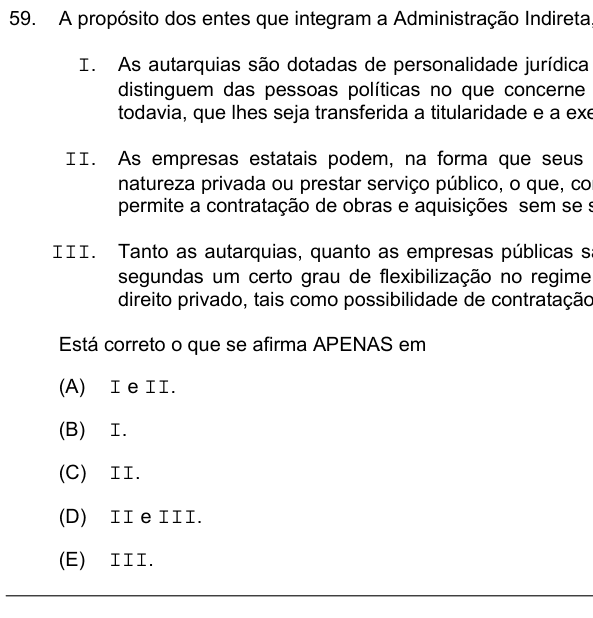 59. A propósito dos entes que integram a Administração Indireta,
I. As autarquias são dotadas de personalidade jurídica
distinguem das pessoas políticas no que concerne
todavia, que lhes seja transferida a titularidade e a exe
II. As empresas estatais podem, na forma que seus
natureza privada ou prestar serviço público, o que, co
permite a contratação de obras e aquisições sem se s
III. Tanto as autarquias, quanto as empresas públicas sa
segundas um certo grau de flexibilização no regime
direito privado, tais como possibilidade de contratação
Está correto o que se afirma APENAS em
(A) I e II.
(B) I.
(C) II.
(D) II e III.
(E) III.